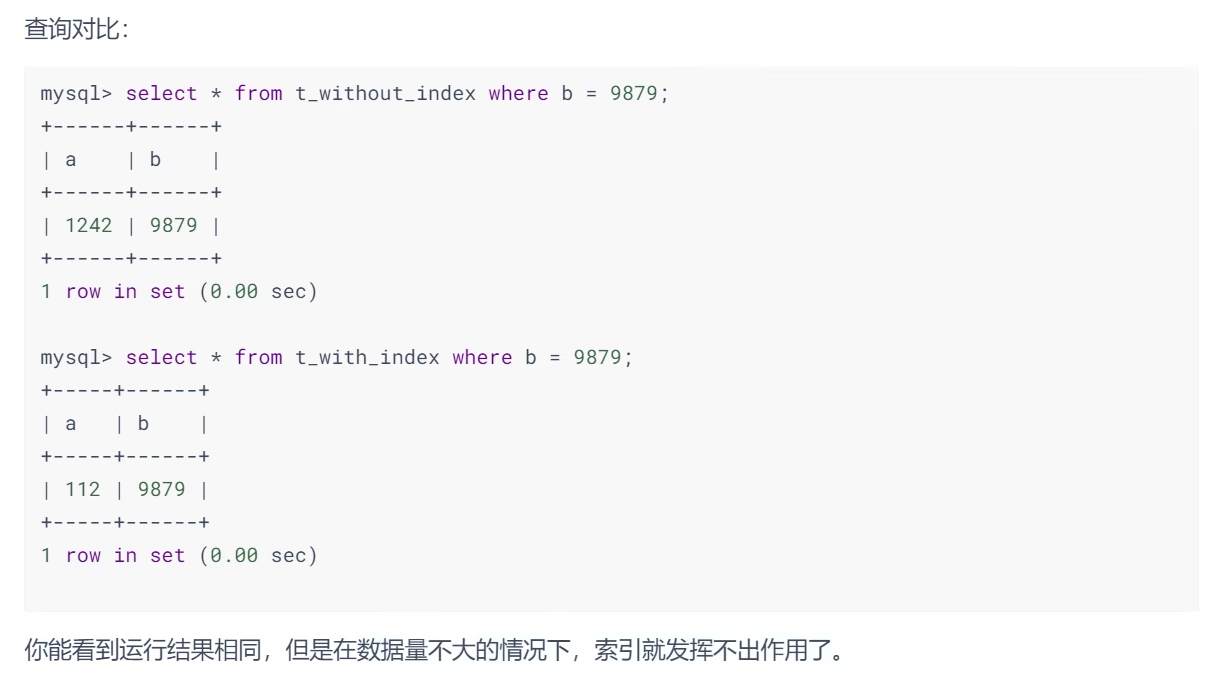 查询对比：
mysql> select * from t_without_index where b = 9879;
+------+------+
| a    | b    |
+------+------+
| 1242 | 9879 |
+------+------+
1 row in set (0.00 sec)
mysql> select * from t_with_index where b = 9879;
+-----+------+
| a   | b    |
+-----+------+
| 112 | 9879 |
+-----+------+
1 row in set (0.00 sec)
你能看到运行结果相同，但是在数据量不大的情况下，索引就发挥不出作用了。